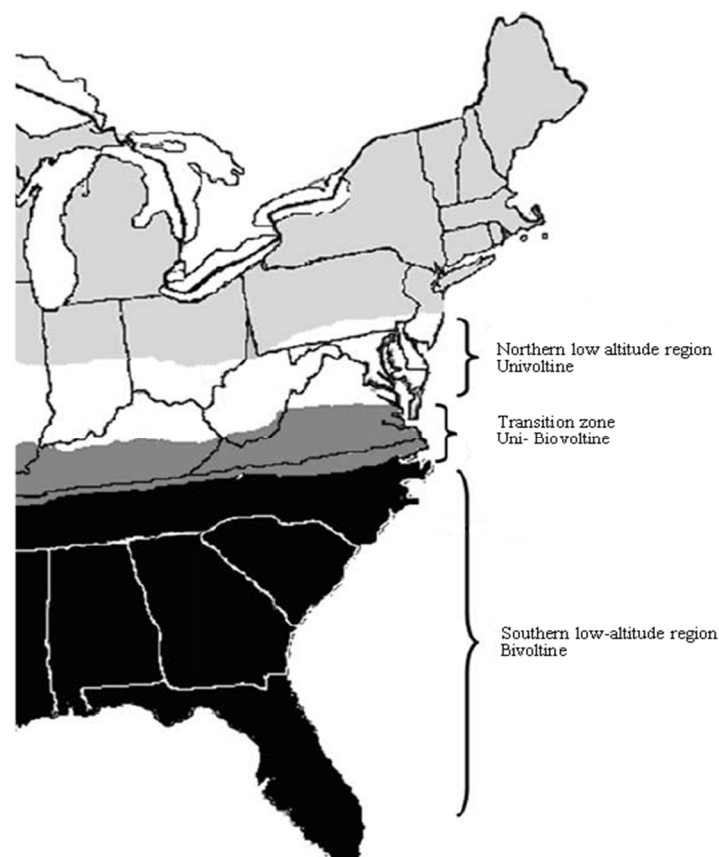 Northern low altitude region
Univoltine
Transition zone
Uni- Biovoltine
Southern low-altitude region
Bivoltine